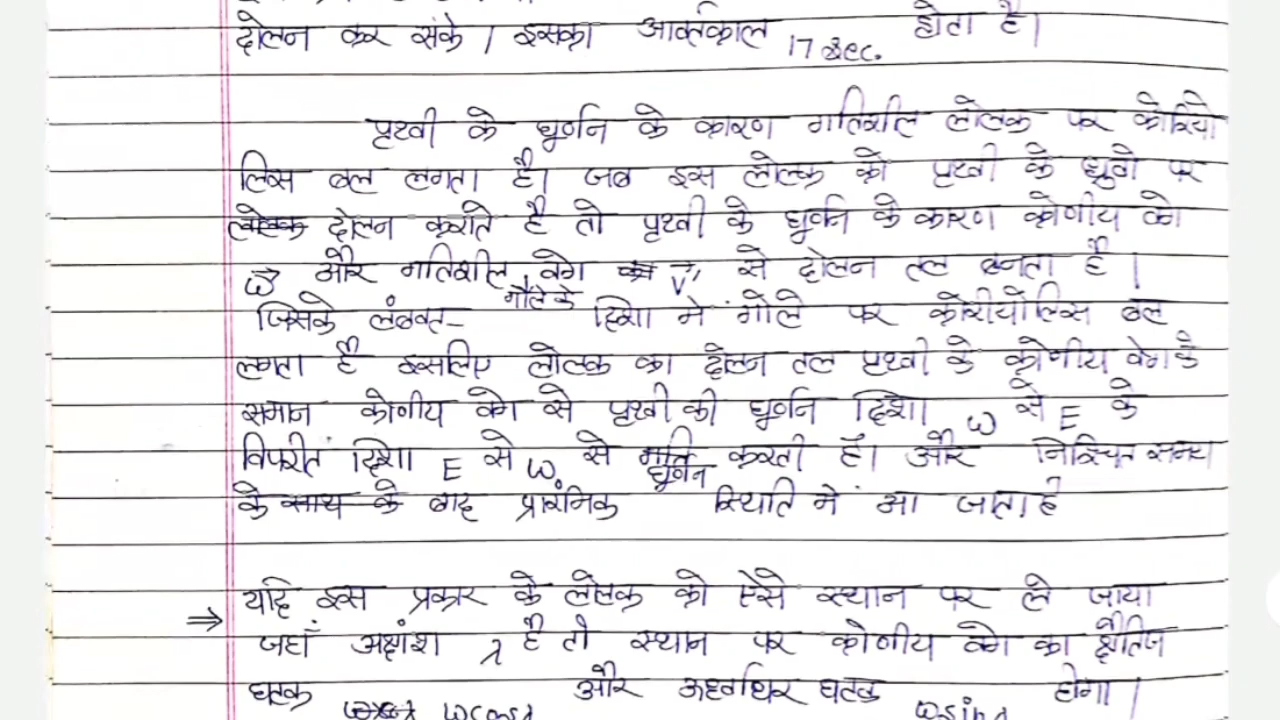 दोलन कर सके। इसका आवर्तकाल 17 sec. होता है।
पृथ्वी के घूर्णन के कारण गतिशील लोलक पर कोरियो
लिस बल लगता है। जब इस लोलक को पृथ्वी के ध्रुवो पर
दोलन कराते है तो पृथ्वी के घूर्णन के कारण कोणीय वेग
ω⃗ और गतिशील गोले के वेग v⃗ से दोलन तल बनता है।
जिसके लंबवत- दिशा में गोले पर कोरीयोलिस बल
लगता है इसलिए लोलक का दोलन तल पृथ्वी के कोणीय वेग के
समान कोणीय वेग से पृथ्वी की घूर्णन दिशा ω से E के
विपरीत दिशा E से ω से घूर्णन करती है। और निश्चित समय
के बाद प्रारंभिक स्थिति में आ जाता है
⇒ यदि इस प्रकार के लोलक को ऐसे स्थान पर ले जाया
जहाँ अक्षांश λ है तो स्थान पर कोणीय वेग का क्षैतिज
घटक ωcosλ और ऊर्ध्वाधर घटक ωsinλ होगा।